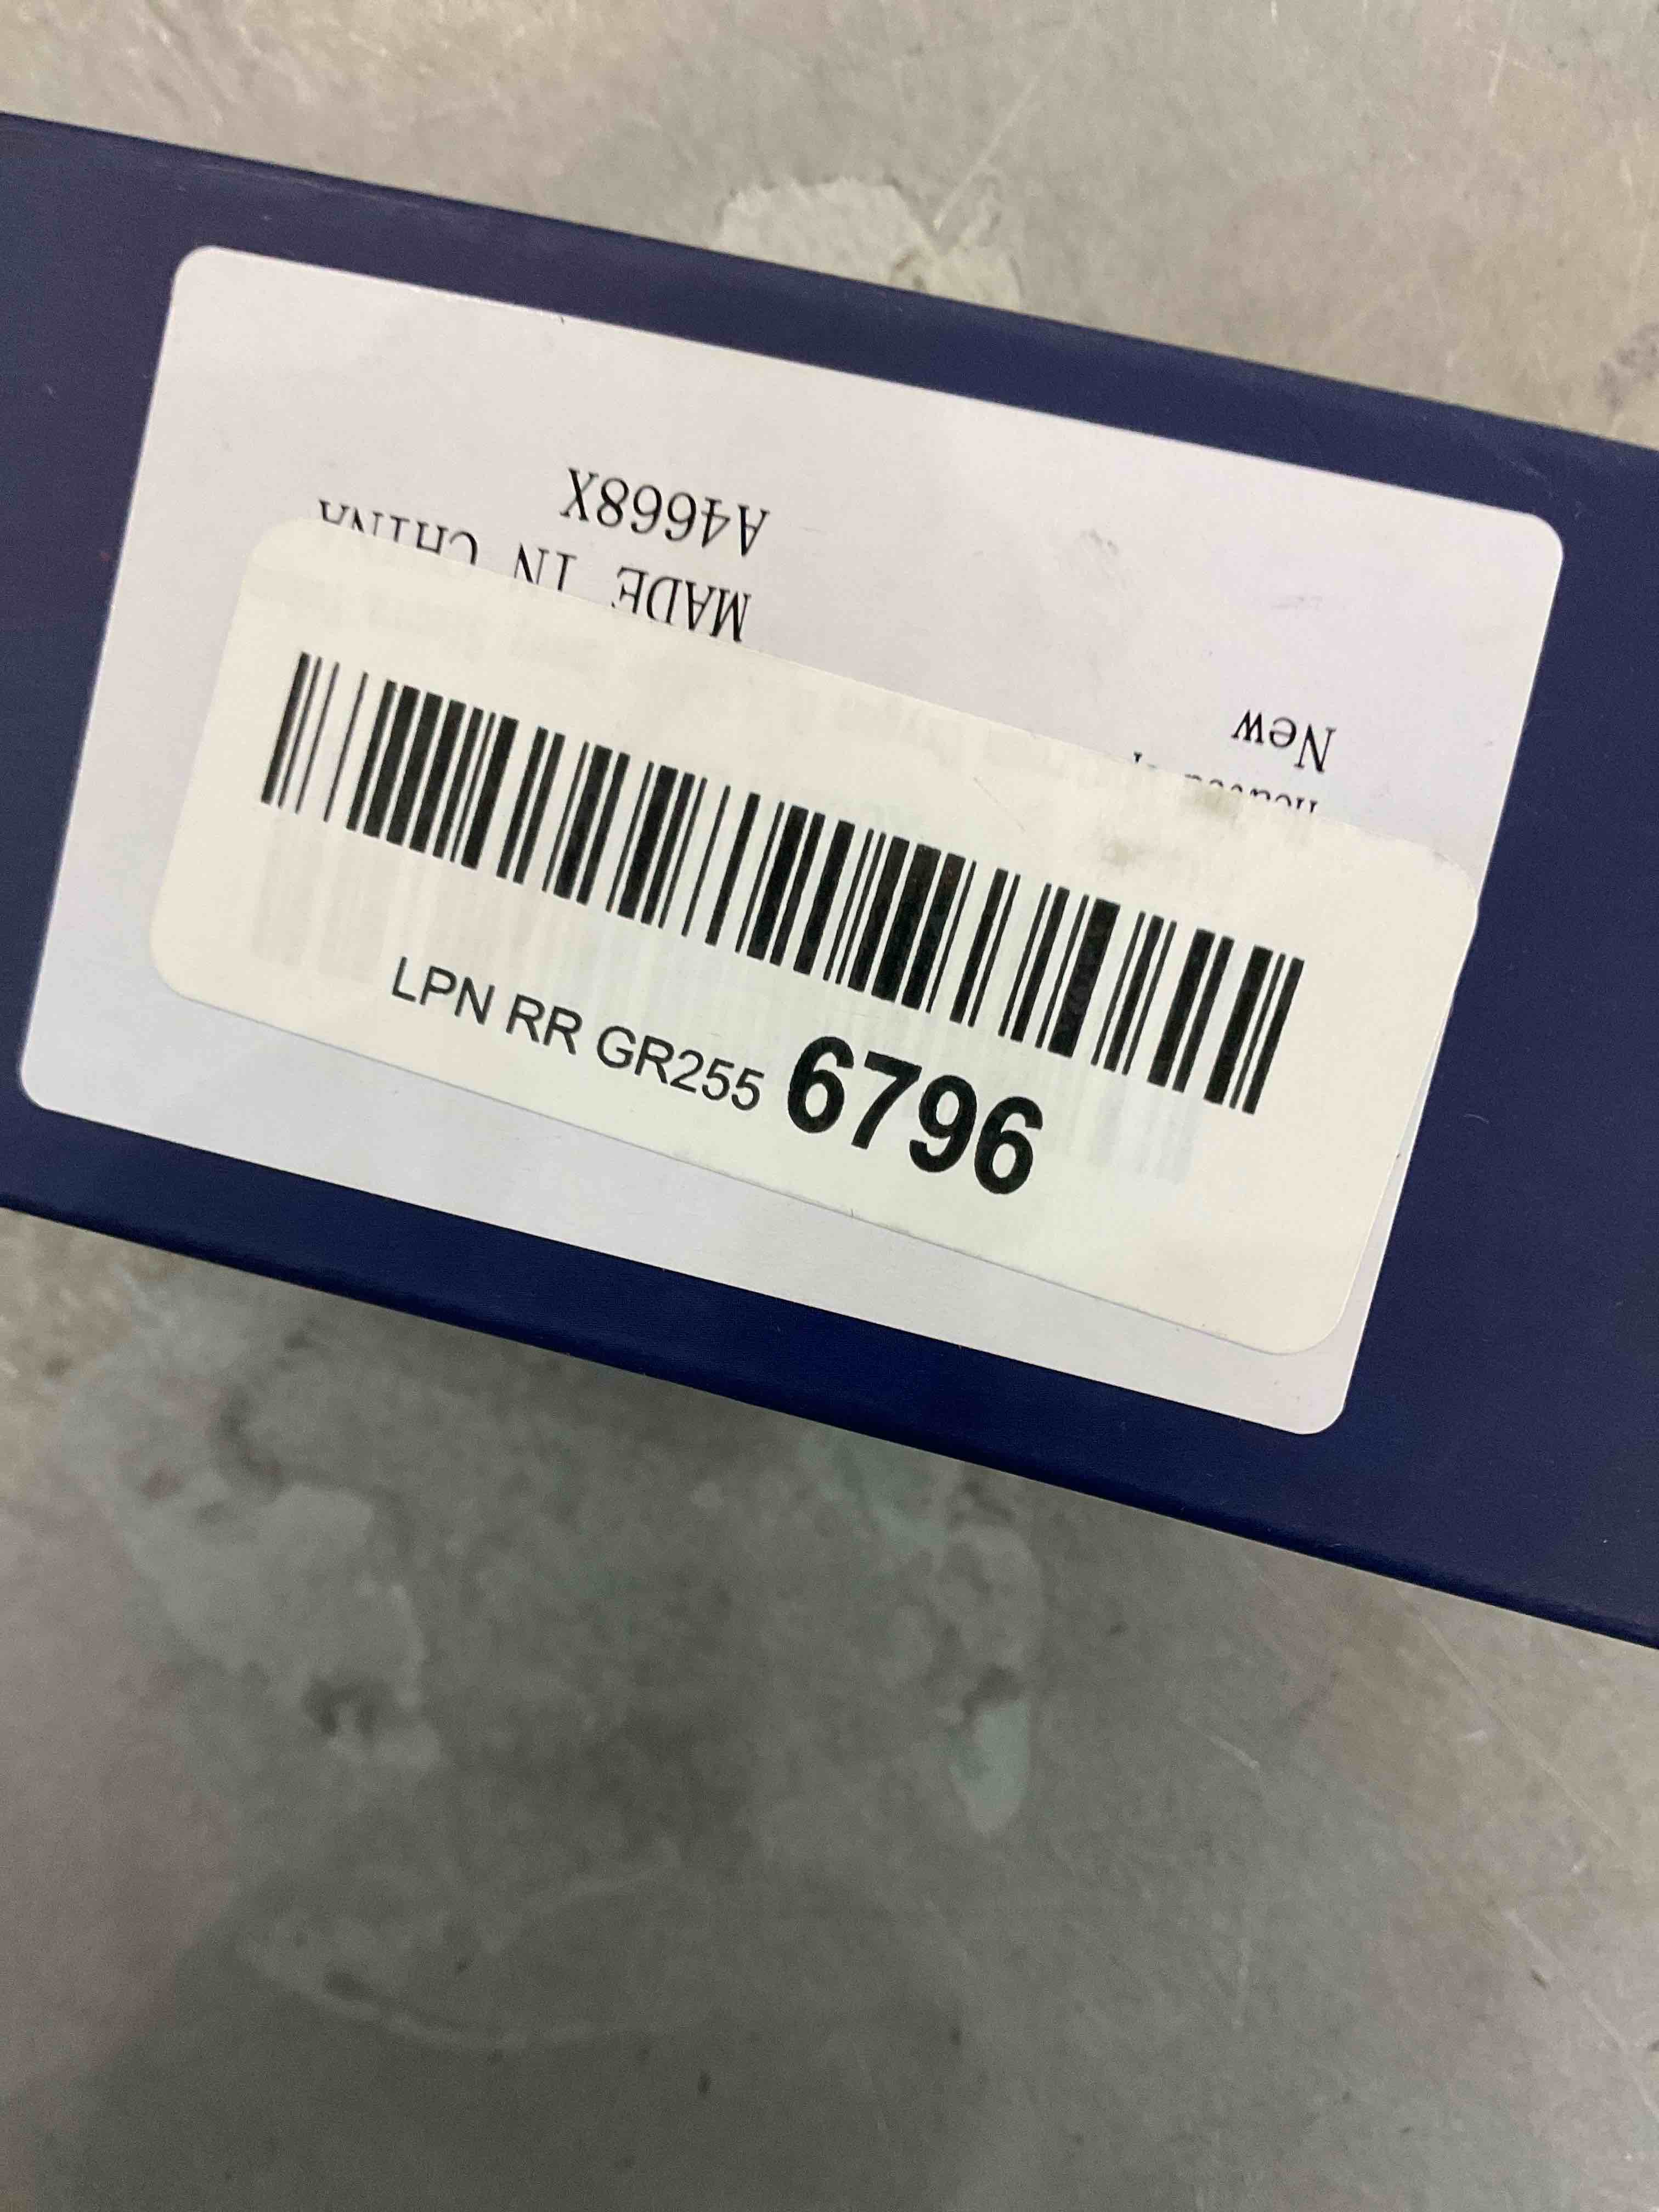 A4668X
MADE IN CHINA
New
LPN RR GR255 6796